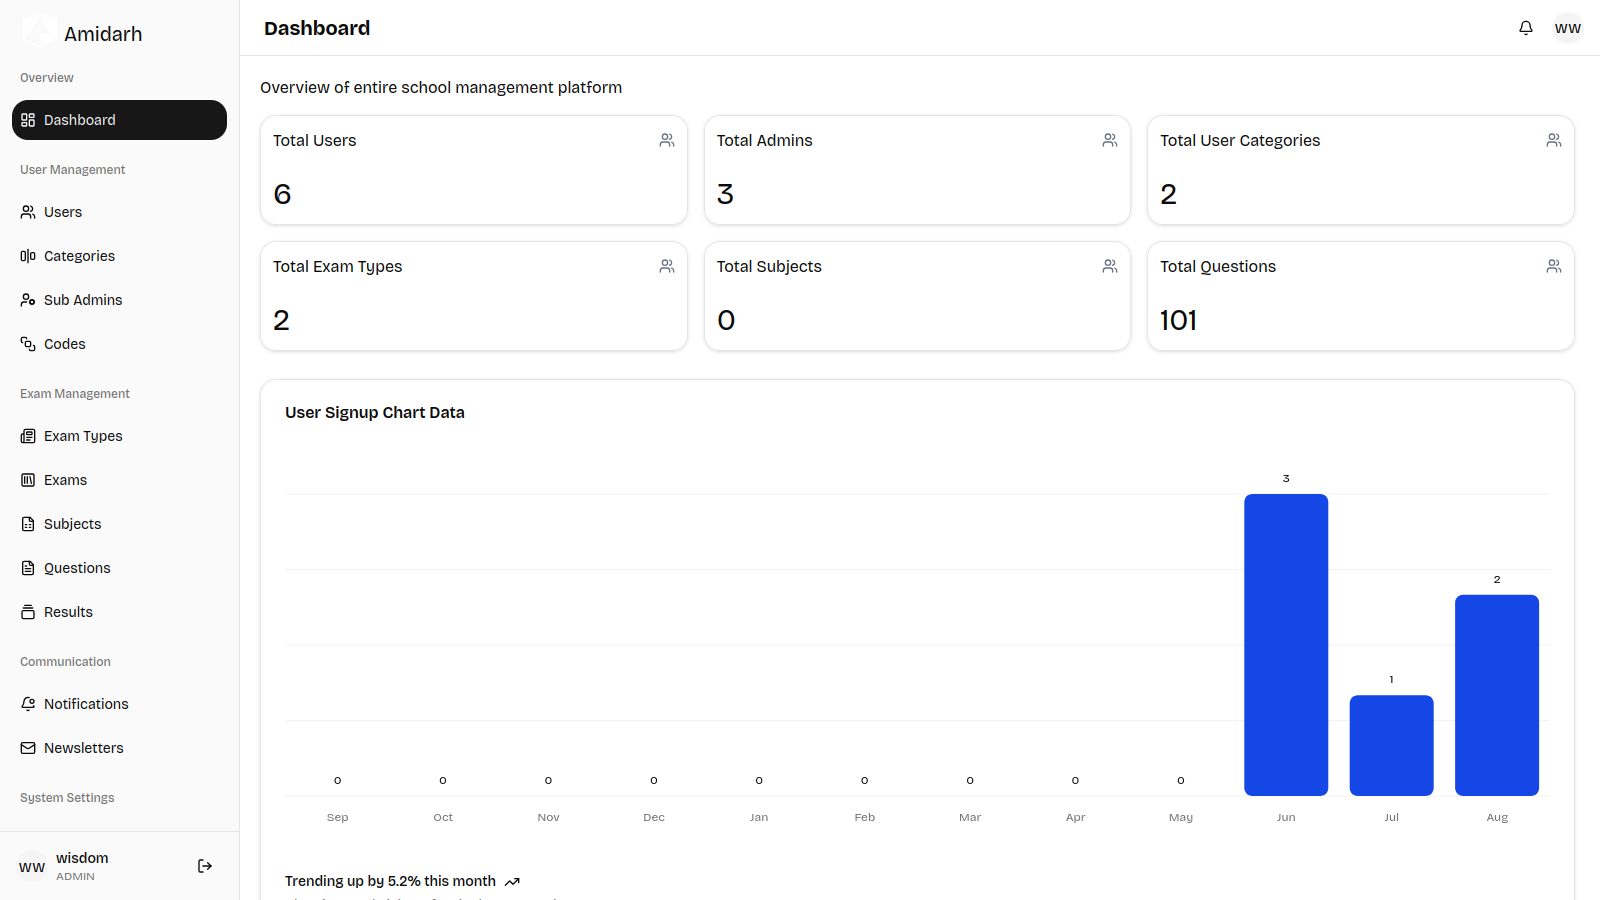 Amidarh
Overview
Dashboard
User Management
Users
Categories
Sub Admins
Codes
Exam Management
Exam Types
Exams
Subjects
Questions
Results
Communication
Notifications
Newsletters
System Settings
WW
wisdom
ADMIN
Dashboard
WW
Overview of entire school management platform
Total Users
6
Total Admins
3
Total User Categories
2
Total Exam Types
2
Total Subjects
0
Total Questions
101
User Signup Chart Data
3
2
1
0 0 0 0 0 0 0 0 0
Sep Oct Nov Dec Jan Feb Mar Apr May Jun Jul Aug
Trending up by 5.2% this month